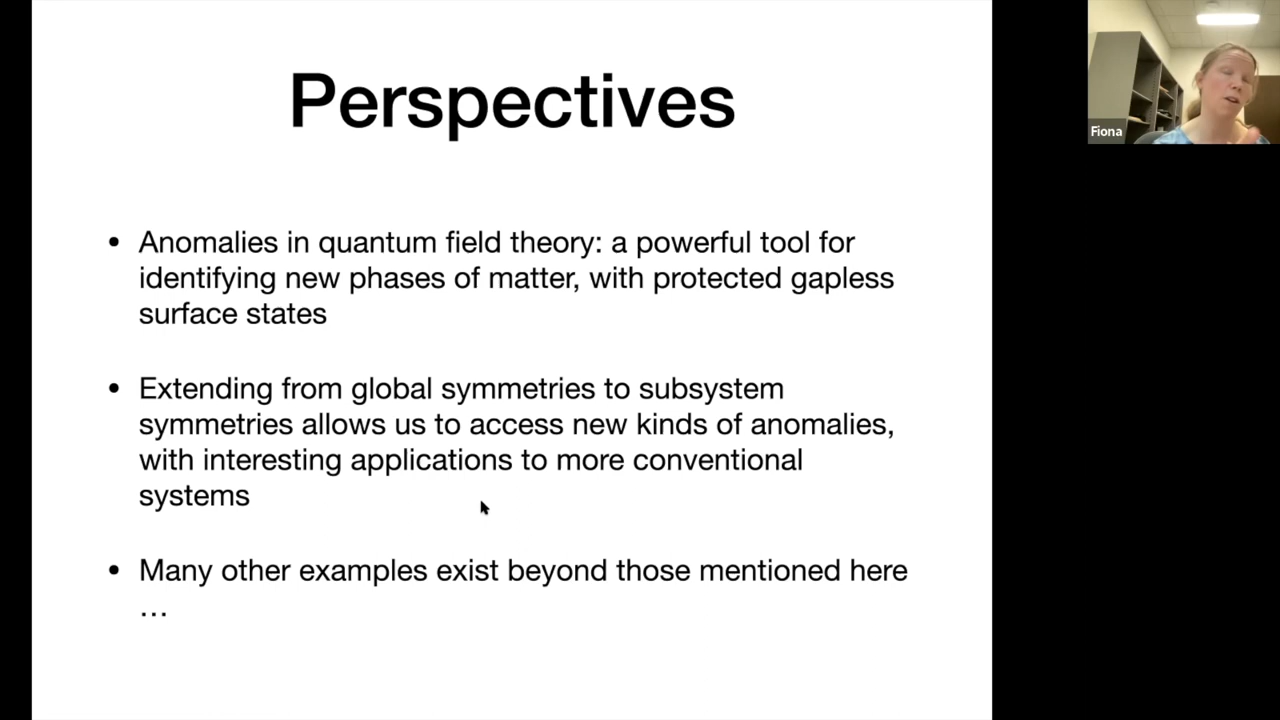 Perspectives
• Anomalies in quantum field theory: a powerful tool for
identifying new phases of matter, with protected gapless
surface states
• Extending from global symmetries to subsystem
symmetries allows us to access new kinds of anomalies,
with interesting applications to more conventional
systems
• Many other examples exist beyond those mentioned here
…
Fiona